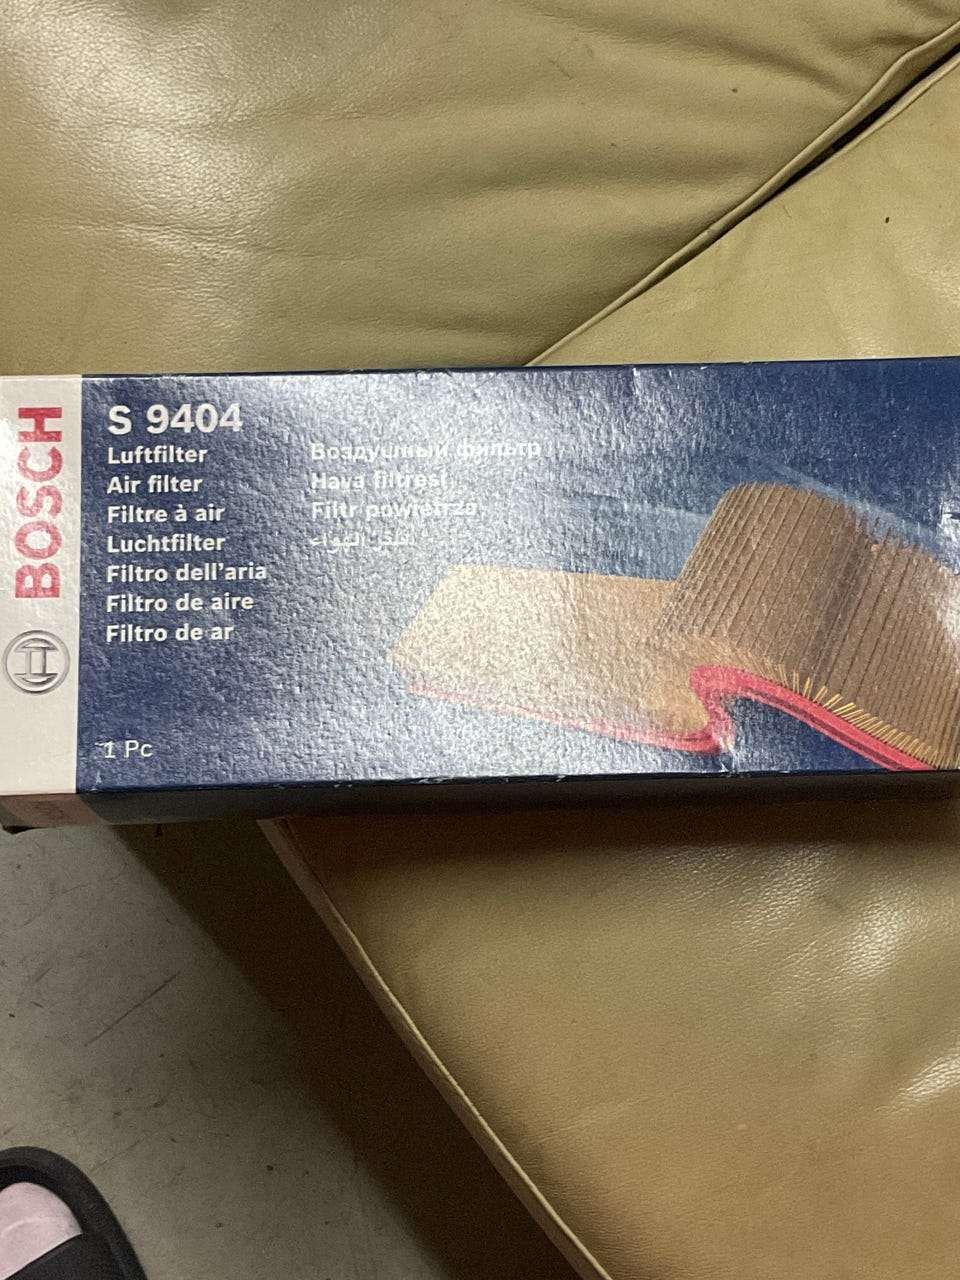 BOSCH
S 9404
Luftfilter
Air filter
Filtre à air
Luchtfilter
Filtro dell'aria
Filtro de aire
Filtro de ar
Воздушный фильтр
Hava filtresi
Filtr powietrza
الهواء
1 Pc